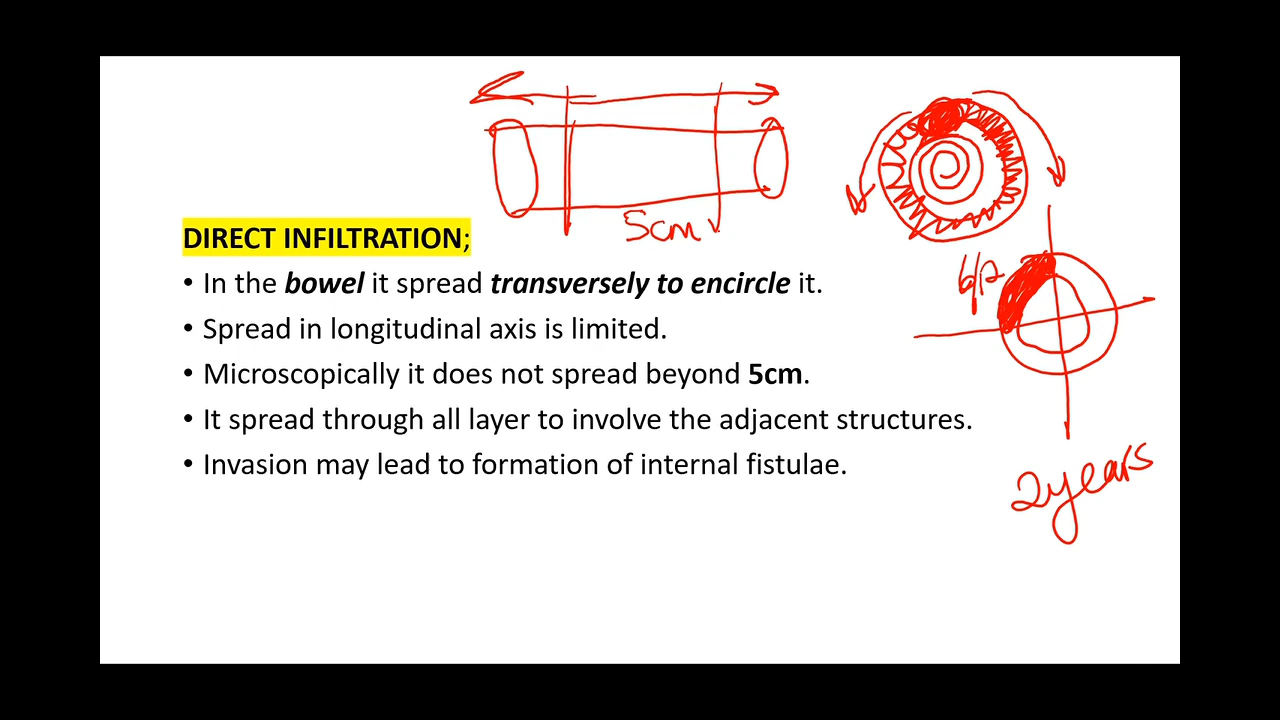 5cm
DIRECT INFILTRATION;
• In the bowel it spread transversely to encircle it.
• Spread in longitudinal axis is limited.
• Microscopically it does not spread beyond 5cm.
• It spread through all layer to involve the adjacent structures.
• Invasion may lead to formation of internal fistulae.
2years